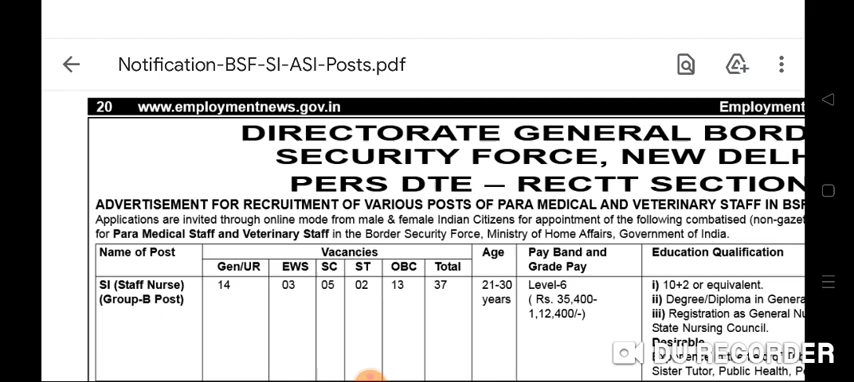 Notification-BSF-SI-ASI-Posts.pdf
20 www.employmentnews.gov.in Employment
DIRECTORATE GENERAL BORD
SECURITY FORCE, NEW DELH
PERS DTE – RECTT SECTION
ADVERTISEMENT FOR RECRUITMENT OF VARIOUS POSTS OF PARA MEDICAL AND VETERINARY STAFF IN BSF
Applications are invited through online mode from male & female Indian Citizens for appointment of the following combatised (non-gazet
for Para Medical Staff and Veterinary Staff in the Border Security Force, Ministry of Home Affairs, Government of India.
Name of Post Vacancies Age Pay Band and Education Qualification
Gen/UR EWS SC ST OBC Total Grade Pay
SI (Staff Nurse) 14 03 05 02 13 37 21-30 Level-6 i) 10+2 or equivalent.
(Group-B Post) years ( Rs. 35,400- ii) Degree/Diploma in Genera
1,12,400/-) iii) Registration as General Nu
State Nursing Council.
Desirable
DU RECORDER
Sister Tutor, Public Health, P